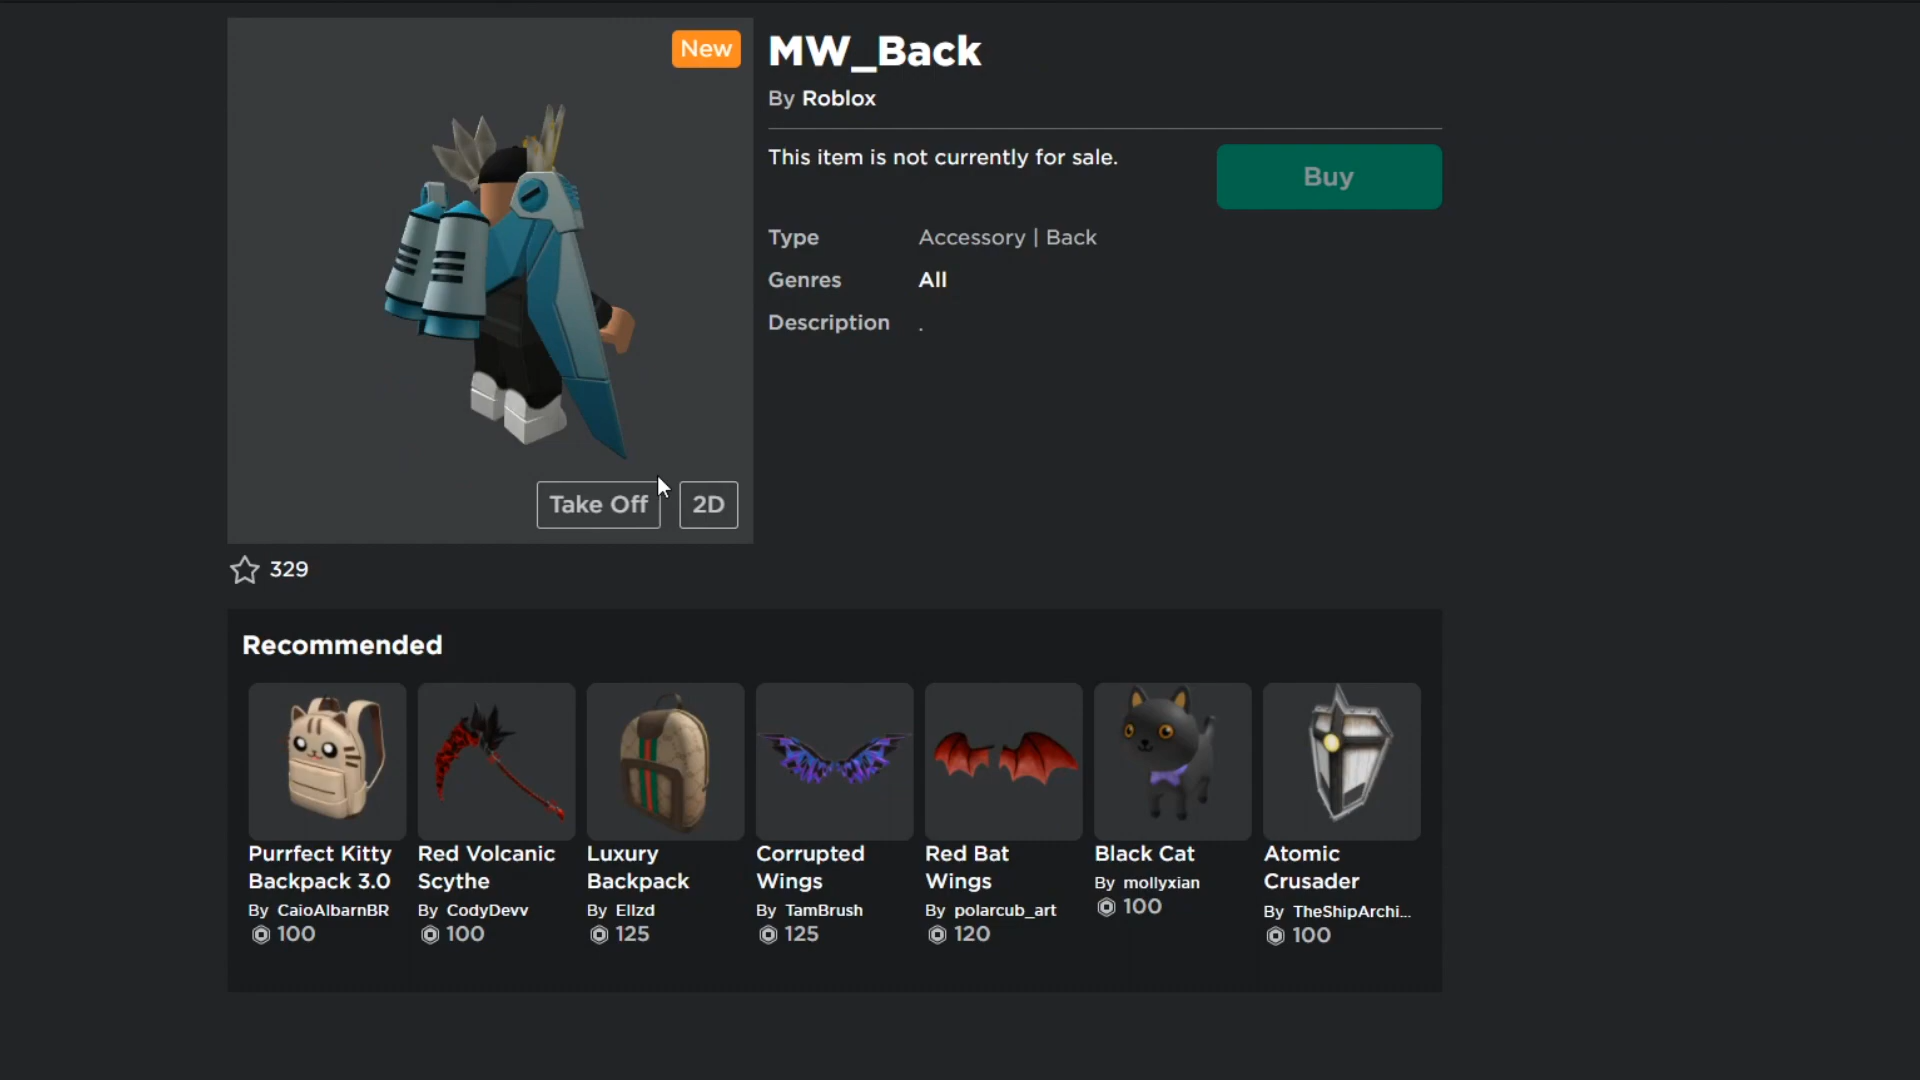 New
MW_Back
By Roblox
This item is not currently for sale.
Buy
Type Accessory | Back
Genres All
Description .
Take Off
2D
329
Recommended
Purrfect Kitty
Backpack 3.0
By CaioAlbarnBR
100
Red Volcanic
Scythe
By CodyDevv
100
Luxury
Backpack
By Ellzd
125
Corrupted
Wings
By TamBrush
125
Red Bat
Wings
By polarcub_art
120
Black Cat
By mollyxian
100
Atomic
Crusader
By TheShipArchi...
100